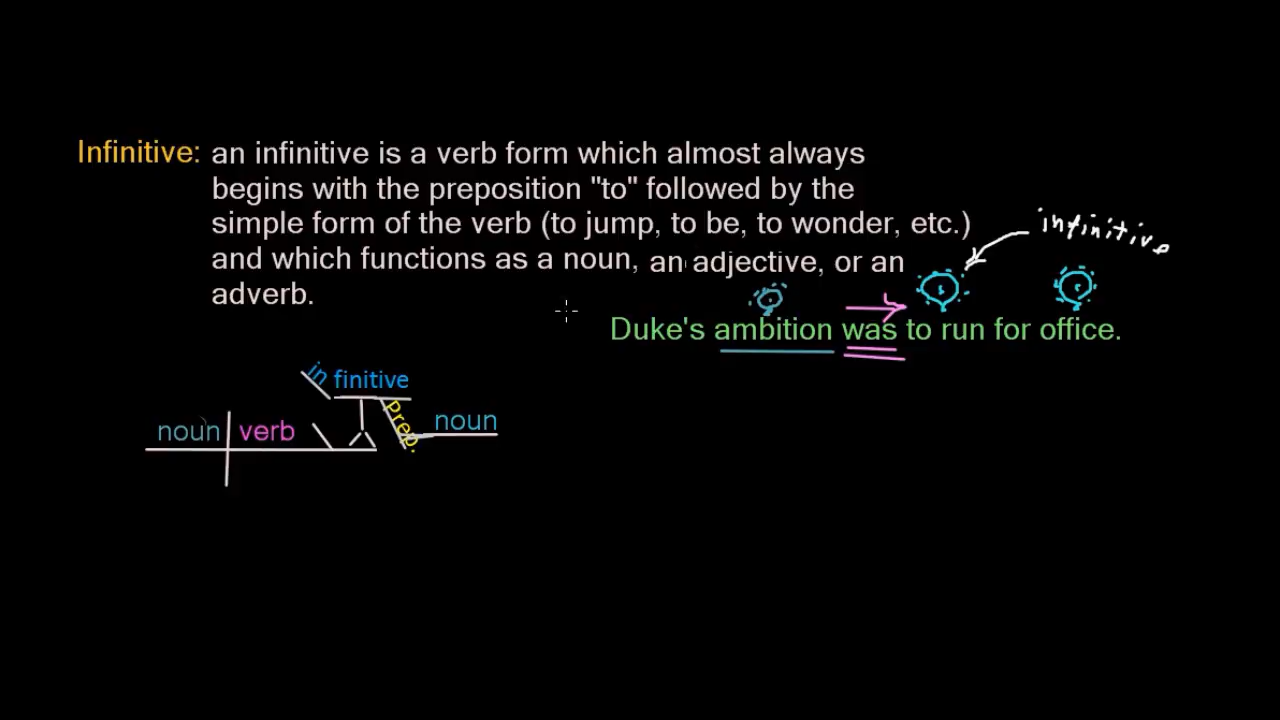 Infinitive: an infinitive is a verb form which almost always
begins with the preposition "to" followed by the
simple form of the verb (to jump, to be, to wonder, etc.)
and which functions as a noun, an adjective, or an
adverb.
infinitive
Duke's ambition was to run for office.
in finitive
noun verb Prep. noun